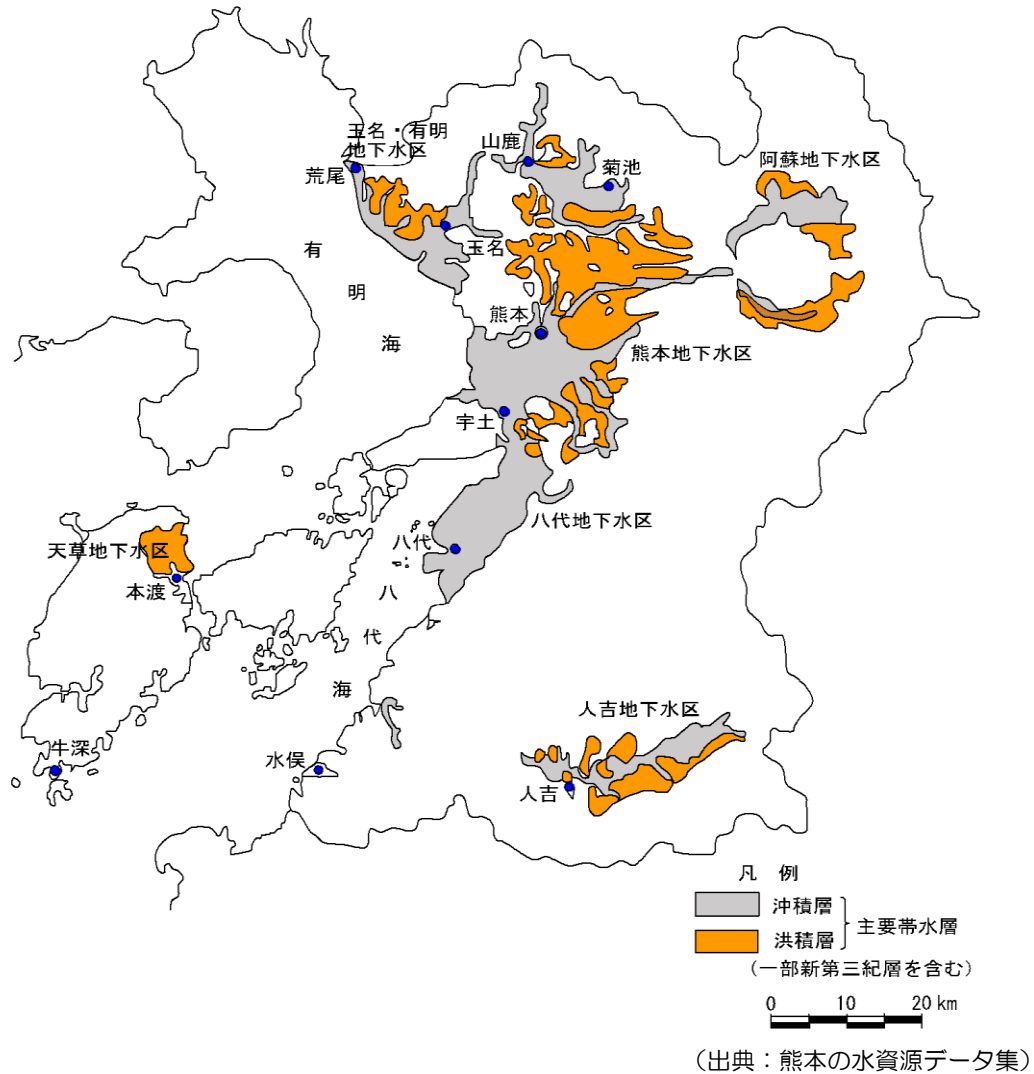 玉名・有明
地下水区
山鹿
荒尾
菊池
阿蘇地下水区
有
明
海
玉名
熊本
熊本地下水区
宇土
八代地下水区
八代
天草地下水区
本渡
八
代
海
牛深
水俣
人吉地下水区
人吉
凡 例
沖積層
洪積層
主要帯水層
(一部新第三紀層を含む)
0 10 20 km
(出典:熊本の水資源データ集)